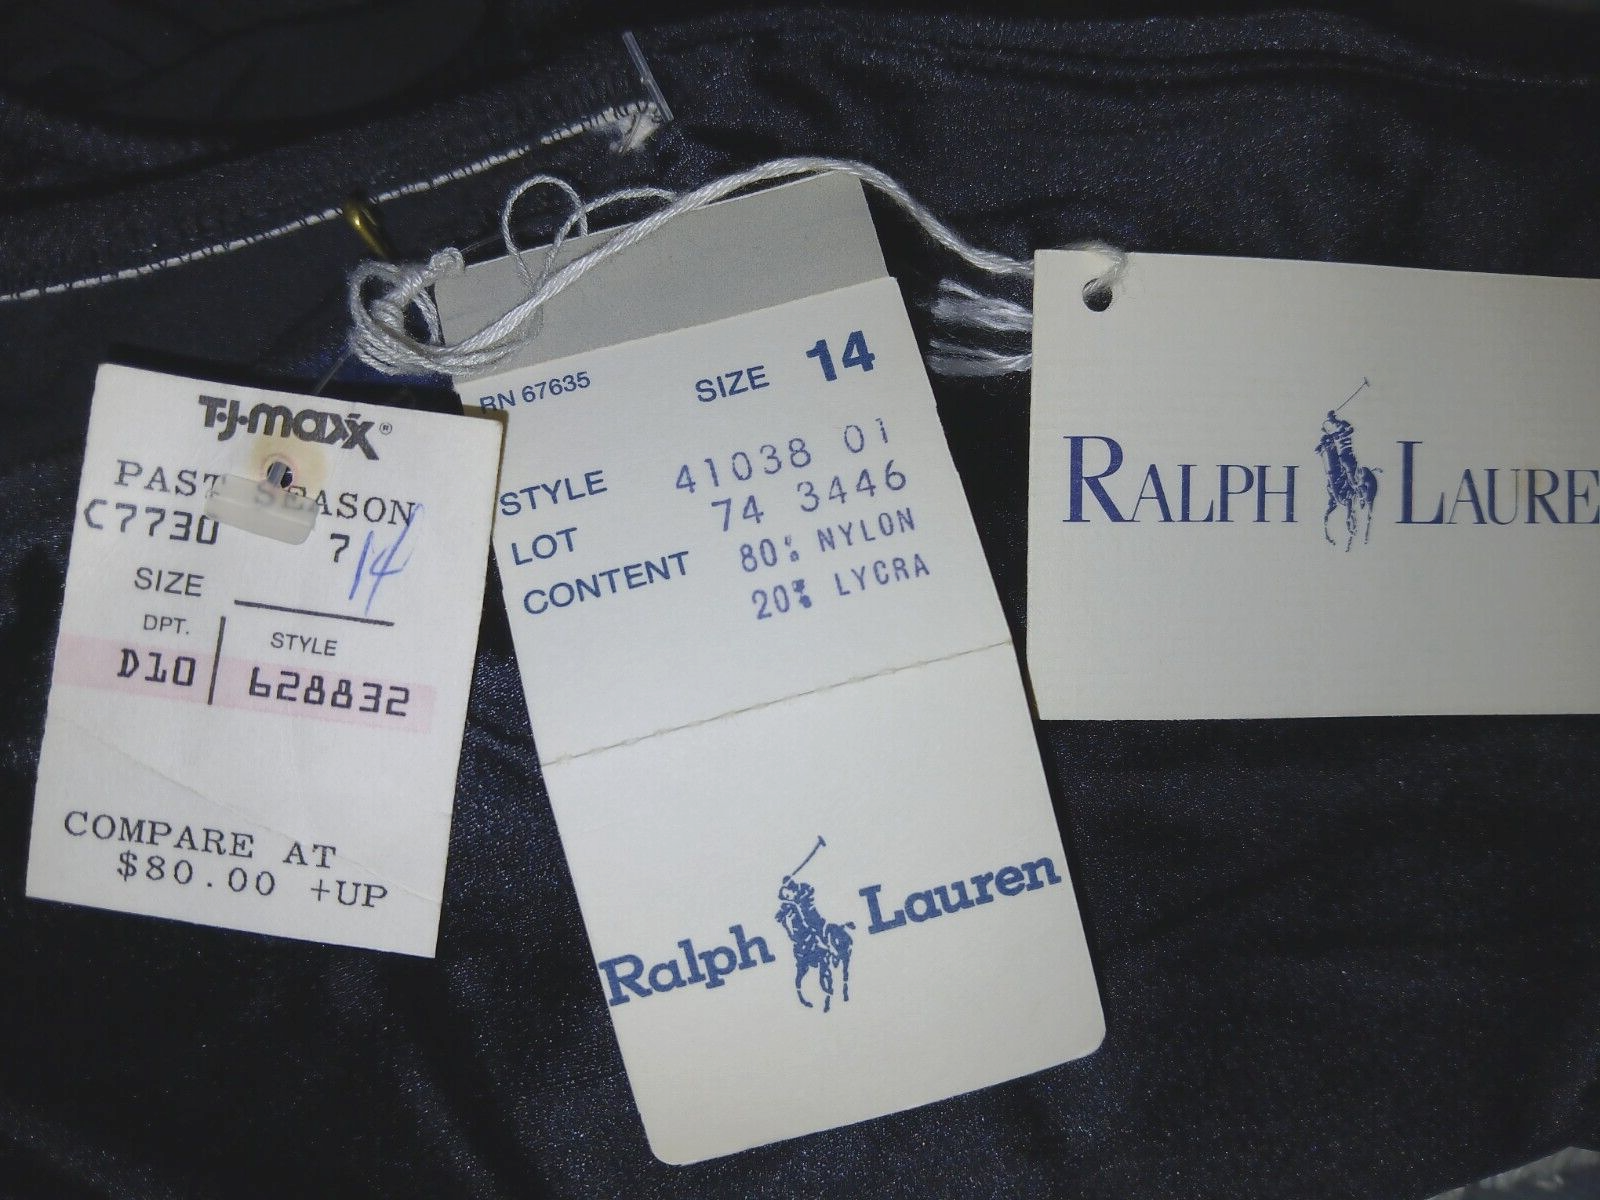 T·J·maxx®
PAST SEASON
C7730 7
SIZE 14
DPT. STYLE
D10 628832
COMPARE AT
$80.00 +UP
RN 67635 SIZE 14
STYLE 41038 01
LOT 74 3446
CONTENT 80% NYLON
20% LYCRA
Ralph Lauren
RALPH LAURE